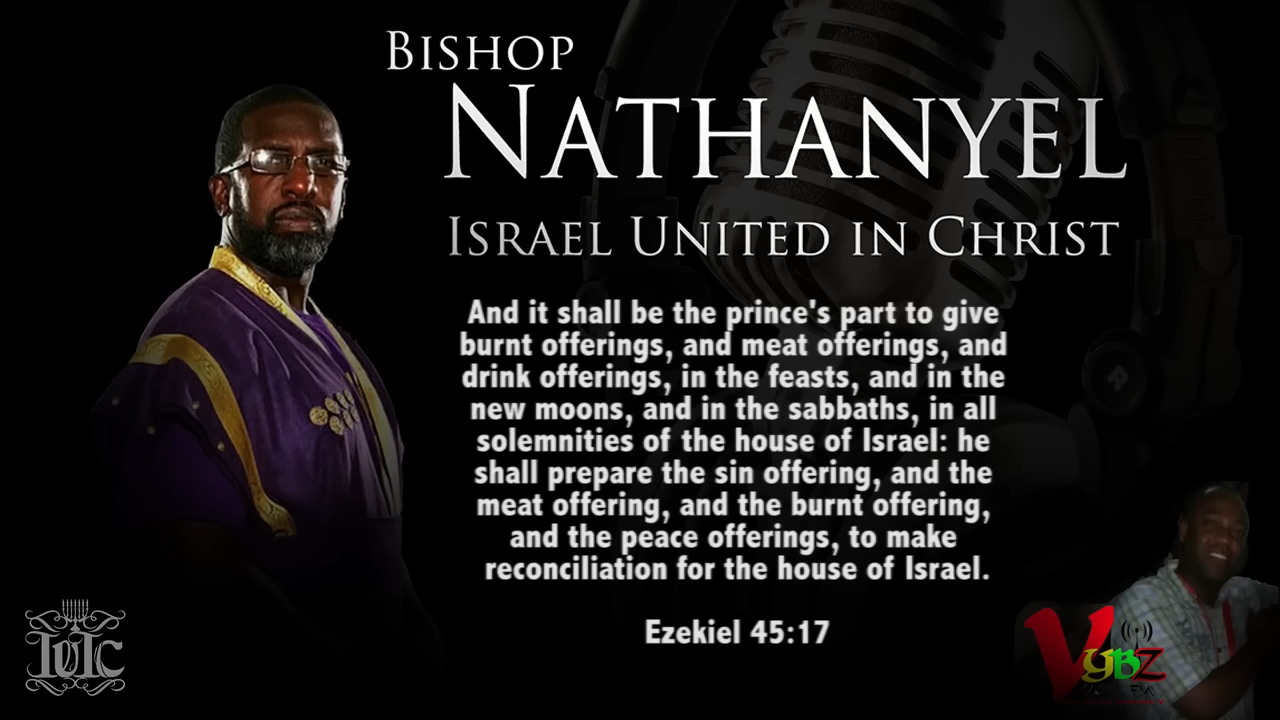 BISHOP
NATHANYEL
ISRAEL UNITED IN CHRIST
And it shall be the prince's part to give
burnt offerings, and meat offerings, and
drink offerings, in the feasts, and in the
new moons, and in the sabbaths, in all
solemnities of the house of Israel: he
shall prepare the sin offering, and the
meat offering, and the burnt offering,
and the peace offerings, to make
reconciliation for the house of Israel.
Ezekiel 45:17
IUIC
VYBZ
FM